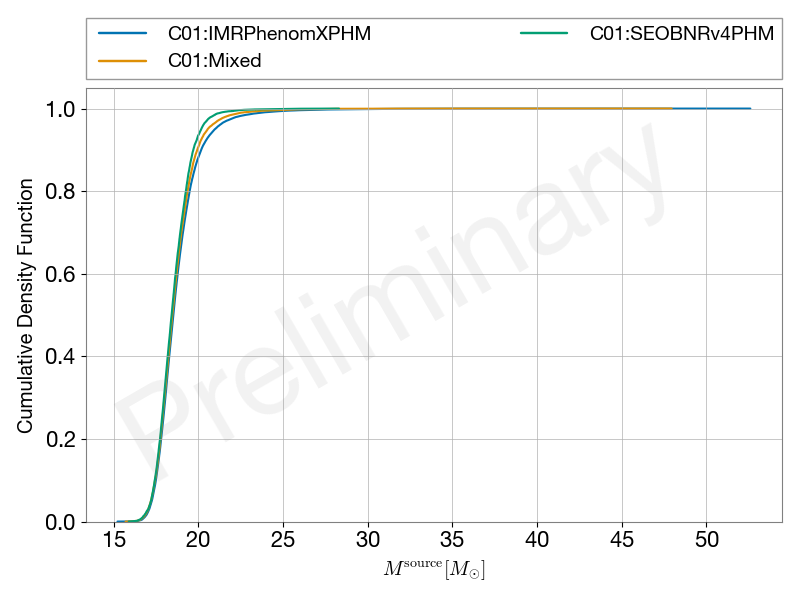 C01:IMRPhenomXPHM
C01:Mixed
C01:SEOBNRv4PHM
1.0
0.8
0.6
0.4
0.2
0.0
Cumulative Density Function
Preliminary
15 20 25 30 35 40 45 50
M^source [M_⊙]